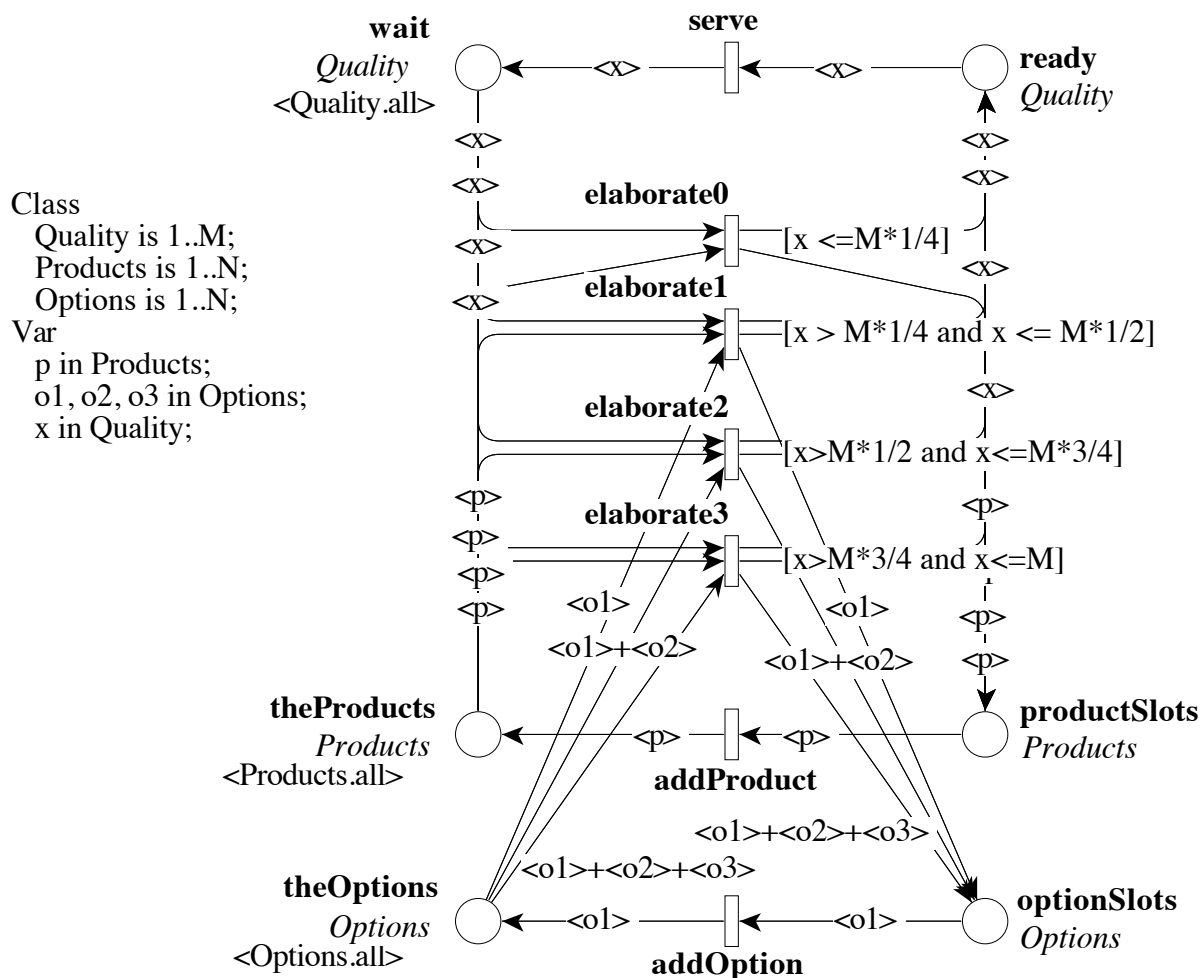 wait
serve
Quality
<x>
<x>
ready
<Quality.all>
Quality
<x>
<x>
<x>
<x>
Class
Quality is 1..M;
Products is 1..N;
Options is 1..N;
Var
p in Products;
o1, o2, o3 in Options;
x in Quality;
elaborate0
<x>
[x <=M*1/4]
<x>
<x>
elaborate1
<x>
[x > M*1/4 and x <= M*1/2]
<x>
elaborate2
[x>M*1/2 and x<=M*3/4]
<p>
<p>
elaborate3
<p>
[x>M*3/4 and x<=M]
<p>
<p>
<o1>
<o1>
<p>
<o1>+<o2>
<o1>+<o2>
<p>
theProducts
productSlots
Products
<p>
<p>
Products
<Products.all>
addProduct
<o1>+<o2>+<o3>
<o1>+<o2>+<o3>
theOptions
optionSlots
Options
<o1>
<o1>
Options
<Options.all>
addOption